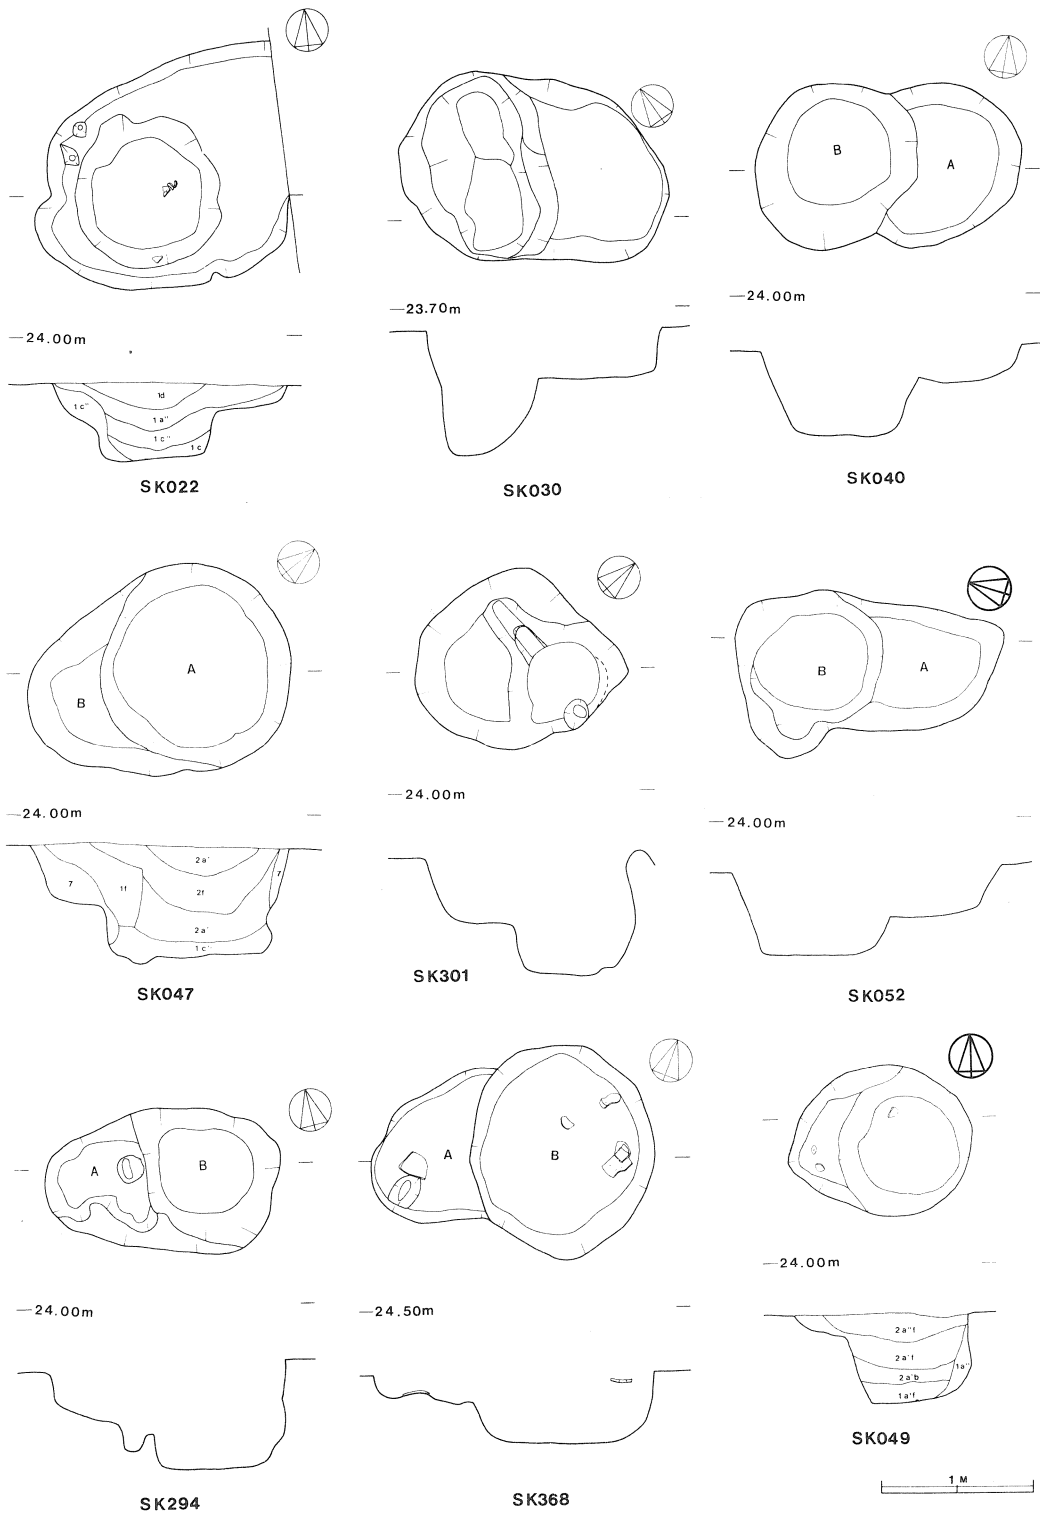 B
A
23.70m
24.00m
24.00m
1d
1c''
1a''
1c''
1c
SK022
SK030
SK040
A
B
B
A
24.00m
24.00m
24.00m
2a'
7
7
1f
2f
2a'
1c''
SK047
SK301
SK052
A
B
A
B
24.00m
24.50m
24.00m
2a''f
2a'f
1a''
2a'b
1a'f
SK294
SK368
SK049
1 M